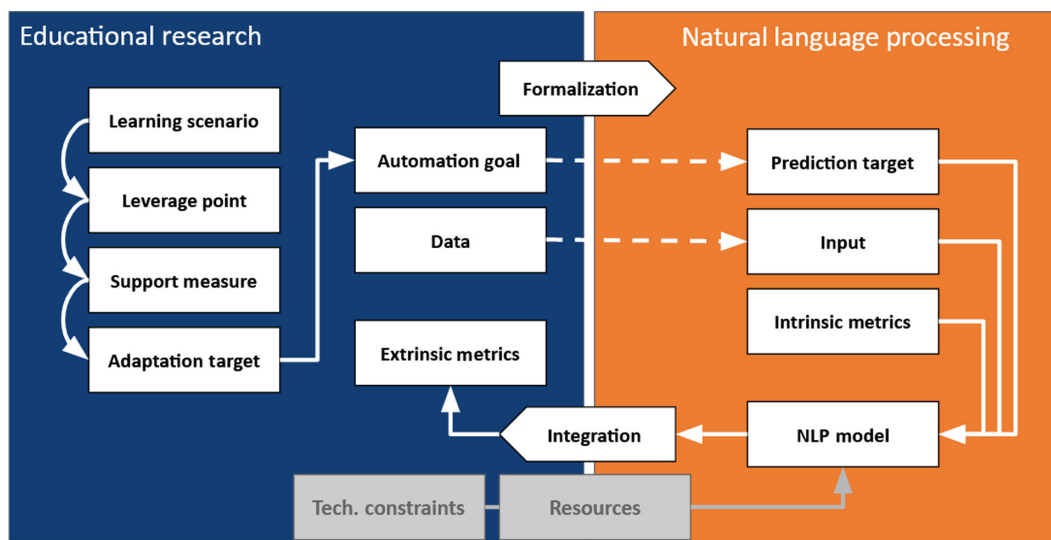 Educational research
Natural language processing
Formalization
Learning scenario
Leverage point
Support measure
Adaptation target
Automation goal
Data
Extrinsic metrics
Prediction target
Input
Intrinsic metrics
NLP model
Integration
Tech. constraints
Resources